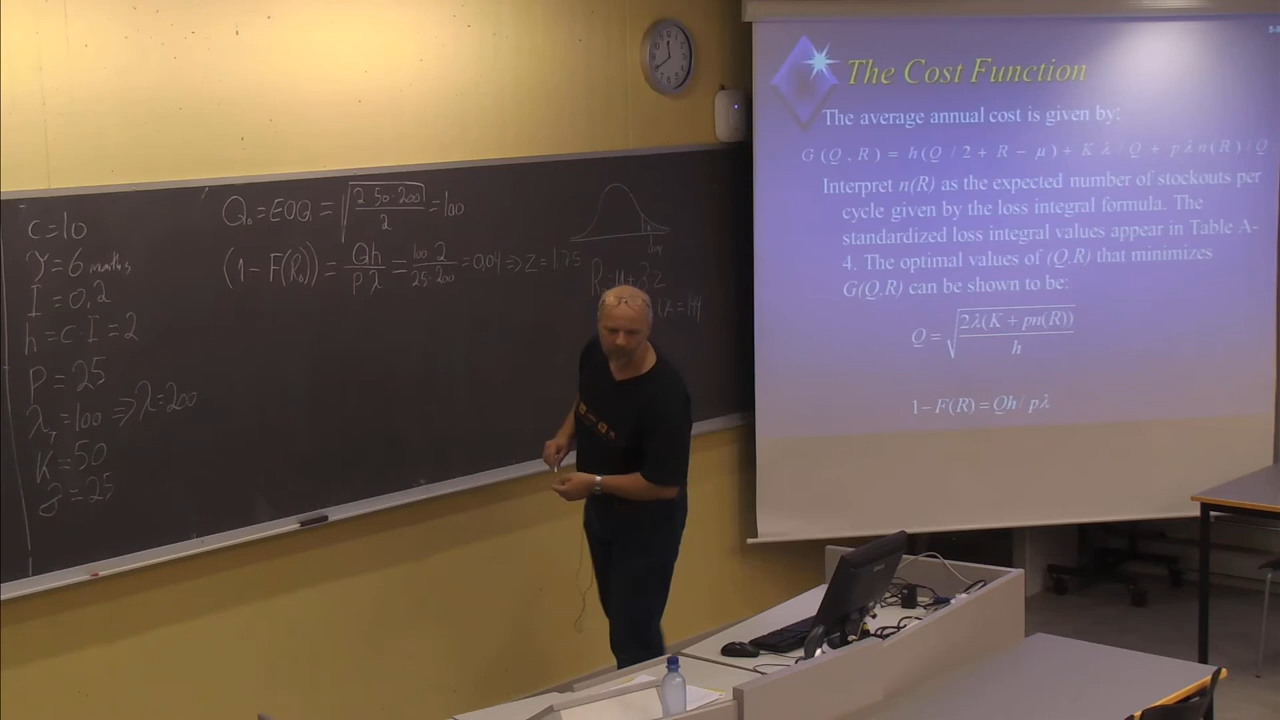 c=10
γ=6 months
I=0,2
h=c·I=2
P=25
λγ=100 ⇒ λ=200
K=50
δ=25
Q₀=EOQ=√(2·50·200/2)=100
(1-F(R₀))=Qh/Pλ=100·2/25·200=0,04⇒Z=1.75
=144
The Cost Function
The average annual cost is given by:
G(Q,R)=h(Q/2+R−μ)+Kλ/Q+pλn(R)/Q
Interpret n(R) as the expected number of stockouts per
cycle given by the loss integral formula. The
standardized loss integral values appear in Table A-
4. The optimal values of (Q,R) that minimizes
G(Q,R) can be shown to be:
Q=√(2λ(K+pn(R))/h)
1−F(R)=Qh/pλ